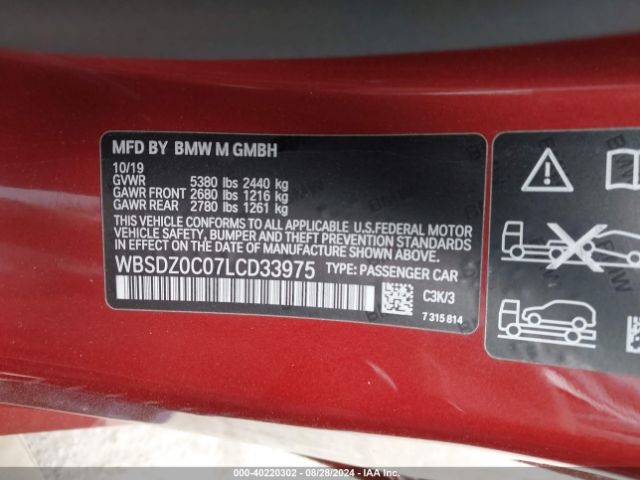 MFD BY BMW M GMBH
10/19
GVWR 5380 lbs 2440 kg
GAWR FRONT 2680 lbs 1216 kg
GAWR REAR 2780 lbs 1261 kg
THIS VEHICLE CONFORMS TO ALL APPLICABLE U.S.FEDERAL MOTOR
VEHICLE SAFETY, BUMPER AND THEFT PREVENTION STANDARDS
IN EFFECT ON THE DATE OF MANUFACTURE SHOWN ABOVE.
WBSDZ0C07LCD33975 TYPE: PASSENGER CAR
C3K/3
7315814
000-40220302 - 08/28/2024 - IAA Inc.